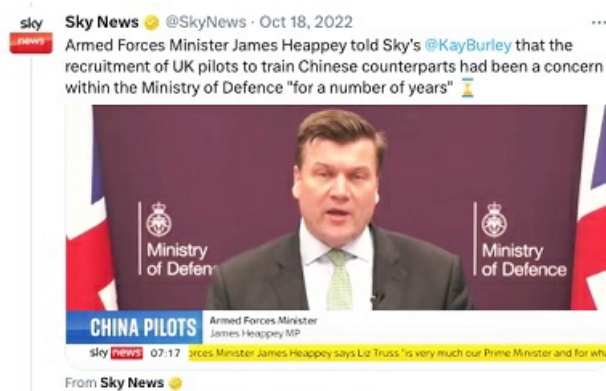 sky
news
Sky News @SkyNews · Oct 18, 2022
Armed Forces Minister James Heappey told Sky's @KayBurley that the
recruitment of UK pilots to train Chinese counterparts had been a concern
within the Ministry of Defence "for a number of years" ⏳
Ministry
of Defen
Ministry
of Defence
CHINA PILOTS
Armed Forces Minister
James Heappey MP
sky news 07:17 orces Minister James Heappey says Liz Truss "is very much our Prime Minister and for wha
From Sky News